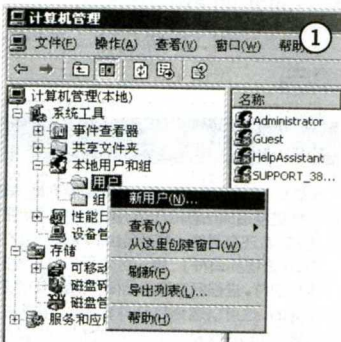 计算机管理
文件(F) 操作(A) 查看(V) 窗口(W) 帮助
①
计算机管理(本地)
系统工具
事件查看器
共享文件夹
本地用户和组
用户
组
性能日
设备管
存储
可移动
磁盘碎
磁盘管
服务和应用
名称
Administrator
Guest
HelpAssistant
SUPPORT_38...
新用户(N)...
查看(V)
从这里创建窗口(W)
刷新(F)
导出列表(L)...
帮助(H)